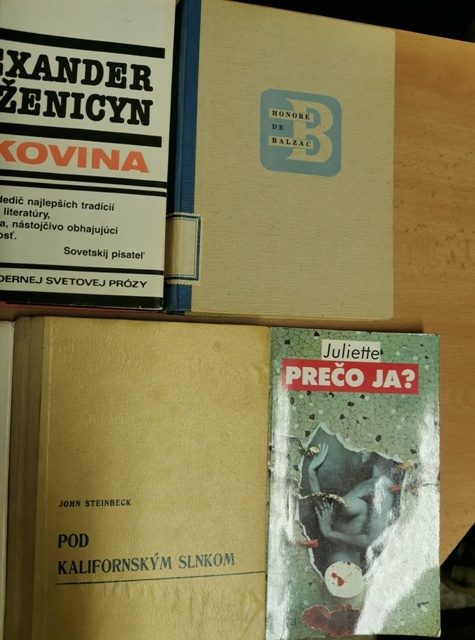 EXANDER
ŽENICYN
KOVINA
dedič najlepších tradícií
literatúry,
a, nástojčivo obhajujúci
osť.
Sovetskij pisateľ
DERNEJ SVETOVEJ PRÓZY
HONORÉ
DE
BALZAC
B
Juliette
PREČO JA?
JOHN STEINBECK
POD
KALIFORNSKÝM SLNKOM